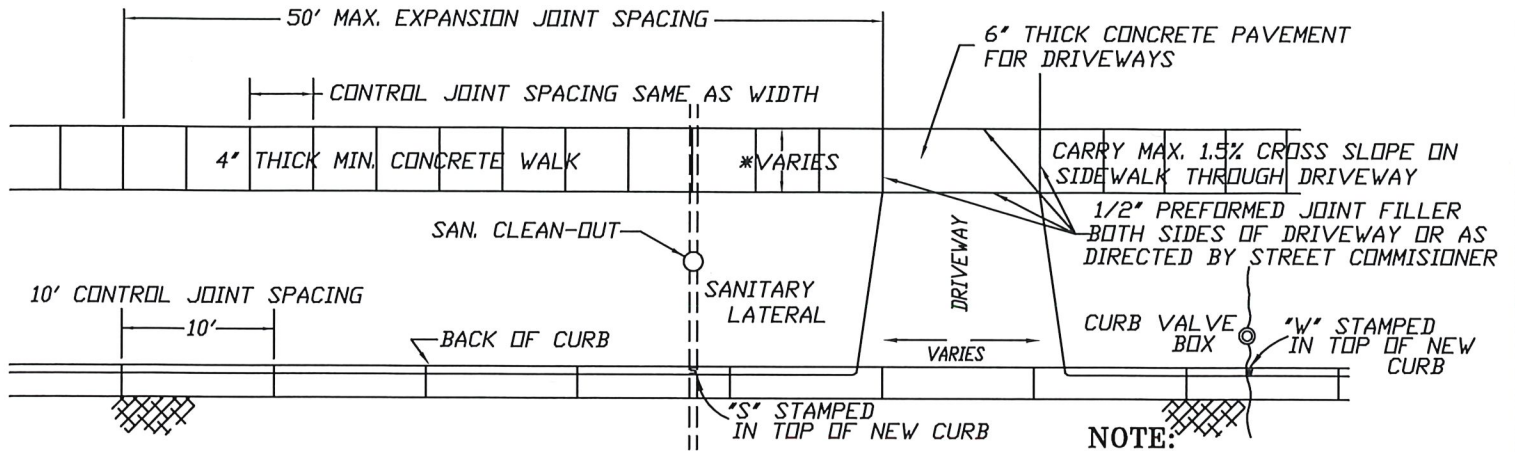 50' MAX. EXPANSION JOINT SPACING
6" THICK CONCRETE PAVEMENT
FOR DRIVEWAYS
CONTROL JOINT SPACING SAME AS WIDTH
4" THICK MIN. CONCRETE WALK
*VARIES
CARRY MAX. 1.5% CROSS SLOPE ON
SIDEWALK THROUGH DRIVEWAY
1/2" PREFORMED JOINT FILLER
BOTH SIDES OF DRIVEWAY OR AS
DIRECTED BY STREET COMMISIONER
SAN. CLEAN-OUT
SANITARY
LATERAL
DRIVEWAY
10' CONTROL JOINT SPACING
10'
BACK OF CURB
VARIES
CURB VALVE
BOX
"W" STAMPED
IN TOP OF NEW
CURB
"S" STAMPED
IN TOP OF NEW CURB
NOTE: